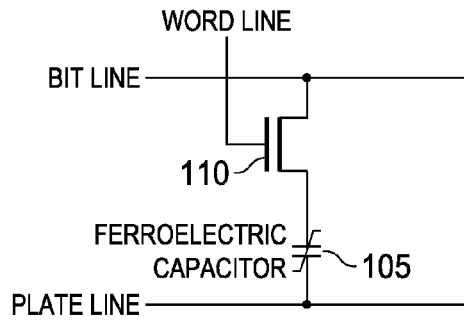 WORD LINE
BIT LINE
110
FERROELECTRIC
CAPACITOR
105
PLATE LINE